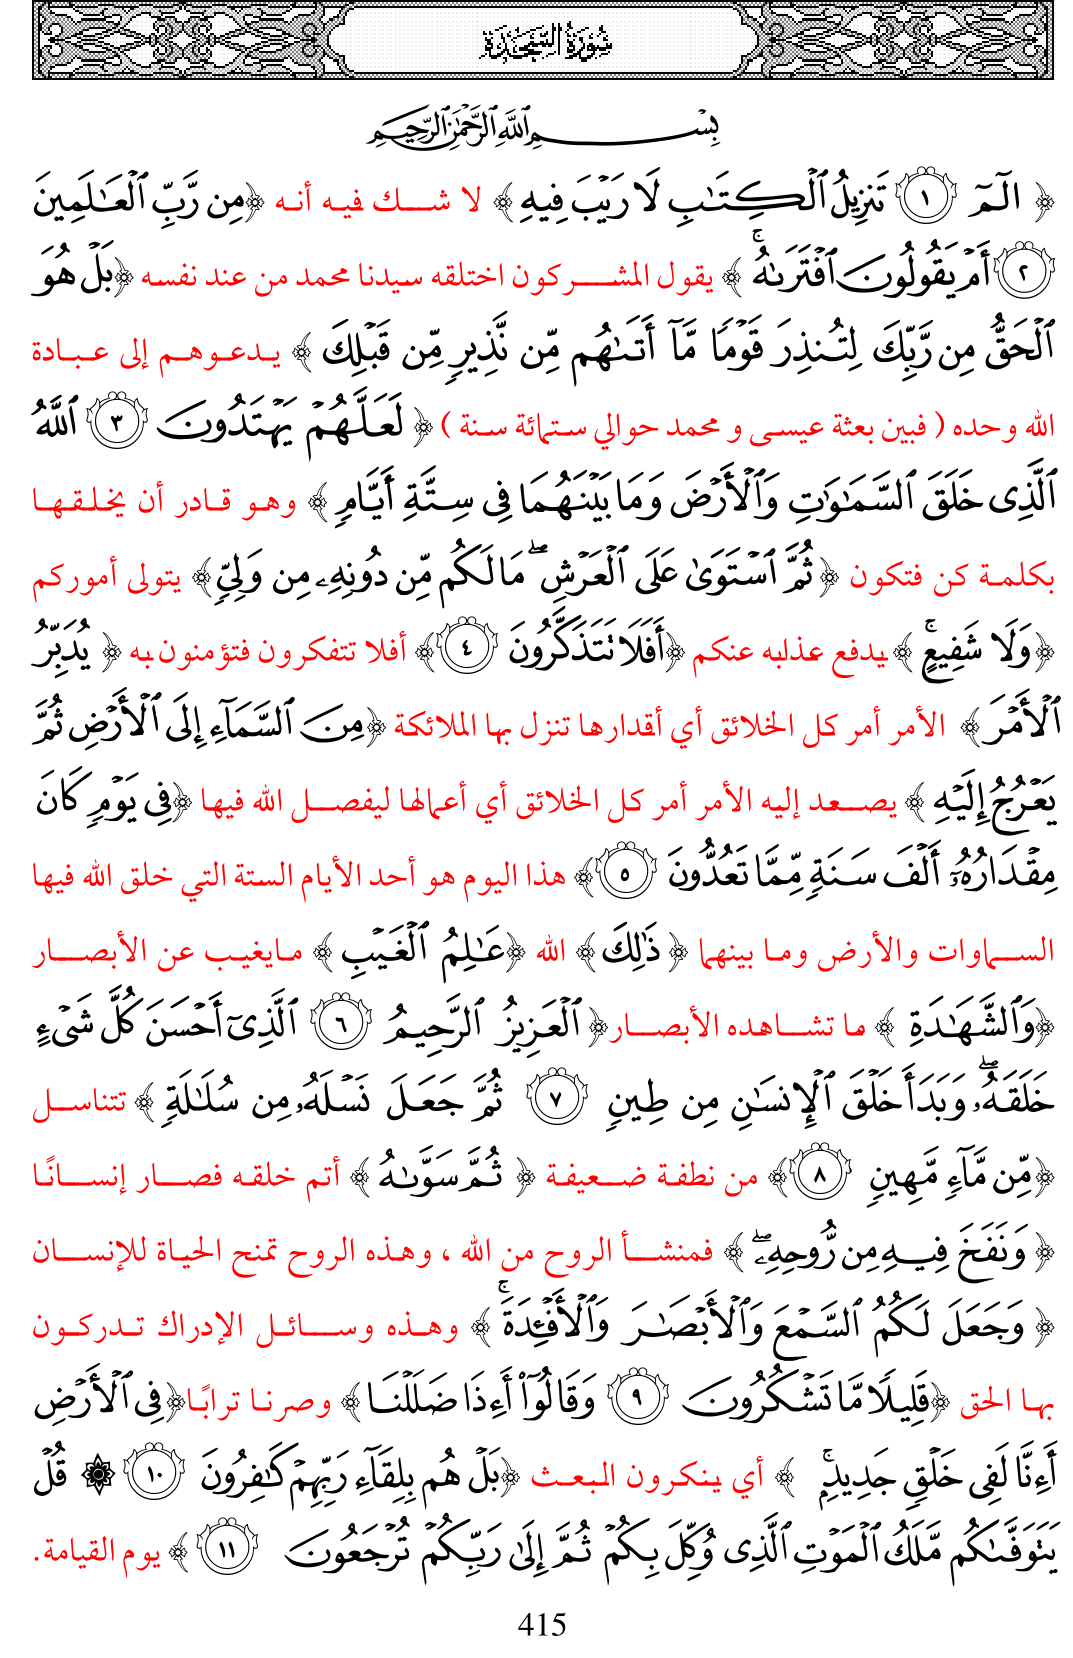 سُورَةُ السَّجْدَةِ
بِسْمِ ٱللَّهِ ٱلرَّحْمَٰنِ ٱلرَّحِيمِ
﴿ الٓمٓ ١ تَنزِيلُ ٱلْكِتَٰبِ لَا رَيْبَ فِيهِ ﴾ لا شك فيه أنه ﴿مِن رَّبِّ ٱلْعَٰلَمِينَ
٢ أَمْ يَقُولُونَ ٱفْتَرَىٰهُ ۚ ﴾ يقول المشركون اختلقه سيدنا محمد من عند نفسه ﴿بَلْ هُوَ
ٱلْحَقُّ مِن رَّبِّكَ لِتُنذِرَ قَوْمًا مَّآ أَتَىٰهُم مِّن نَّذِيرٍ مِّن قَبْلِكَ ﴾ يدعوهم إلى عبادة
الله وحده ( فبين بعثة عيسى و محمد حوالي ستمائة سنة ) ﴿ لَعَلَّهُمْ يَهْتَدُونَ ٣ ٱللَّهُ
ٱلَّذِى خَلَقَ ٱلسَّمَٰوَٰتِ وَٱلْأَرْضَ وَمَا بَيْنَهُمَا فِى سِتَّةِ أَيَّامٍ ﴾ وهو قادر أن يخلقها
بكلمة كن فتكون ﴿ثُمَّ ٱسْتَوَىٰ عَلَى ٱلْعَرْشِ ۖ مَا لَكُم مِّن دُونِهِۦ مِن وَلِىٍّ﴾ يتولى أموركم
﴿وَلَا شَفِيعٍ ۚ ﴾ يدفع عذابه عنكم ﴿أَفَلَا تَتَذَكَّرُونَ ٤﴾ أفلا تتفكرون فتؤمنون به ﴿ يُدَبِّرُ
ٱلْأَمْرَ ﴾ الأمر أمر كل الخلائق أي أقدارها تنزل بها الملائكة ﴿مِنَ ٱلسَّمَآءِ إِلَى ٱلْأَرْضِ ثُمَّ
يَعْرُجُ إِلَيْهِ ﴾ يصعد إليه الأمر أمر كل الخلائق أي أعمالها ليفصل الله فيها ﴿فِى يَوْمٍ كَانَ
مِقْدَارُهُۥٓ أَلْفَ سَنَةٍ مِّمَّا تَعُدُّونَ ٥﴾ هذا اليوم هو أحد الأيام الستة التي خلق الله فيها
السماوات والأرض وما بينهما ﴿ ذَٰلِكَ ﴾ الله ﴿عَٰلِمُ ٱلْغَيْبِ ﴾ مايغيب عن الأبصار
﴿وَٱلشَّهَٰدَةِ ﴾ ما تشاهده الأبصار﴿ ٱلْعَزِيزُ ٱلرَّحِيمُ ٦ ٱلَّذِىٓ أَحْسَنَ كُلَّ شَىْءٍ
خَلَقَهُۥ ۖ وَبَدَأَ خَلْقَ ٱلْإِنسَٰنِ مِن طِينٍ ٧ ثُمَّ جَعَلَ نَسْلَهُۥ مِن سُلَٰلَةٍ ﴾ تتناسل
﴿مِّن مَّآءٍ مَّهِينٍ ٨﴾ من نطفة ضعيفة ﴿ ثُمَّ سَوَّىٰهُ ﴾ أتم خلقه فصار إنسانًا
﴿ وَنَفَخَ فِيهِ مِن رُّوحِهِۦ ۖ ﴾ فمنشأ الروح من الله ، وهذه الروح تمنح الحياة للإنسان
﴿ وَجَعَلَ لَكُمُ ٱلسَّمْعَ وَٱلْأَبْصَٰرَ وَٱلْأَفْـِٔدَةَ ۚ ﴾ وهذه وسائل الإدراك تدركون
بها الحق ﴿قَلِيلًا مَّا تَشْكُرُونَ ٩ وَقَالُوٓا۟ أَءِذَا ضَلَلْنَا ﴾ وصرنا ترابًا﴿فِى ٱلْأَرْضِ
أَءِنَّا لَفِى خَلْقٍ جَدِيدٍۭ ۚ ﴾ أي ينكرون المبعث ﴿بَلْ هُم بِلِقَآءِ رَبِّهِمْ كَٰفِرُونَ ١٠ ۞ قُلْ
يَتَوَفَّىٰكُم مَّلَكُ ٱلْمَوْتِ ٱلَّذِى وُكِّلَ بِكُمْ ثُمَّ إِلَىٰ رَبِّكُمْ تُرْجَعُونَ ١١ ﴾ يوم القيامة.
415